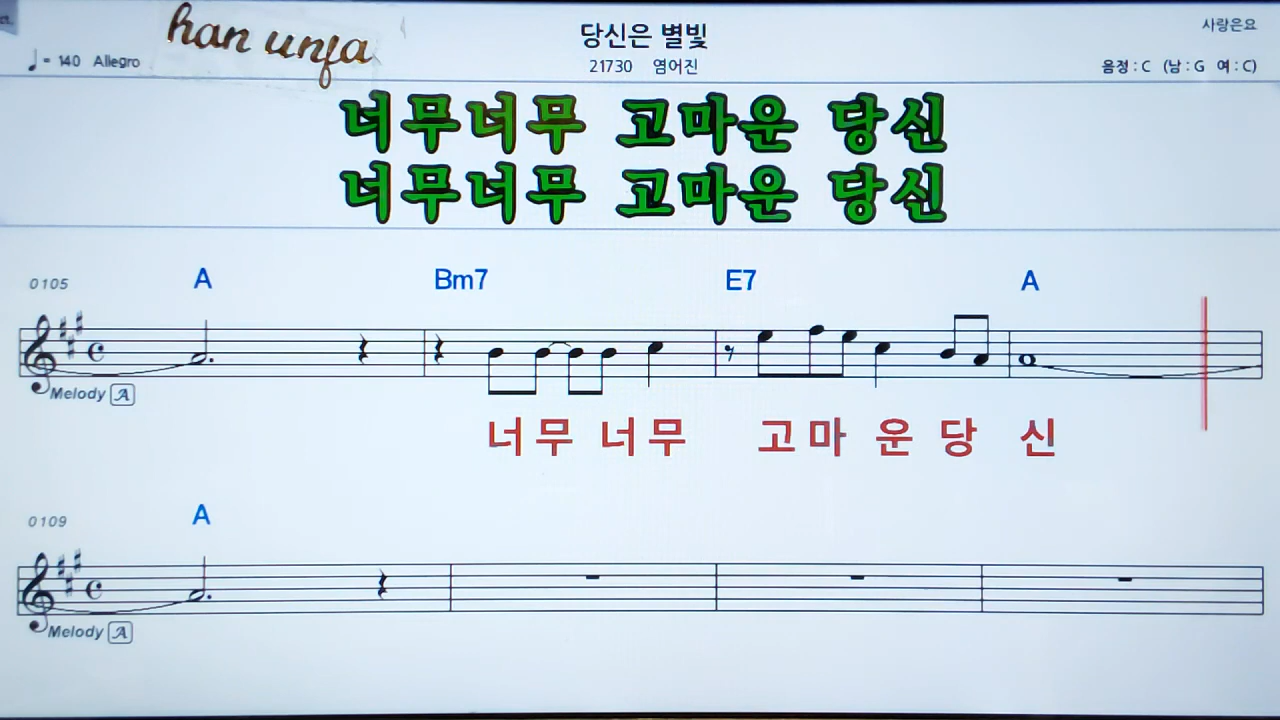 han unfa
당신은 별빛
사랑은요
♩= 140 Allegro
21730 염어진
음정 : C (남 : G 여 : C)
너무너무 고마운 당신
너무너무 고마운 당신
0105 A Bm7 E7 A
Melody A
너무 너무 고마 운 당 신
0109 A
Melody A